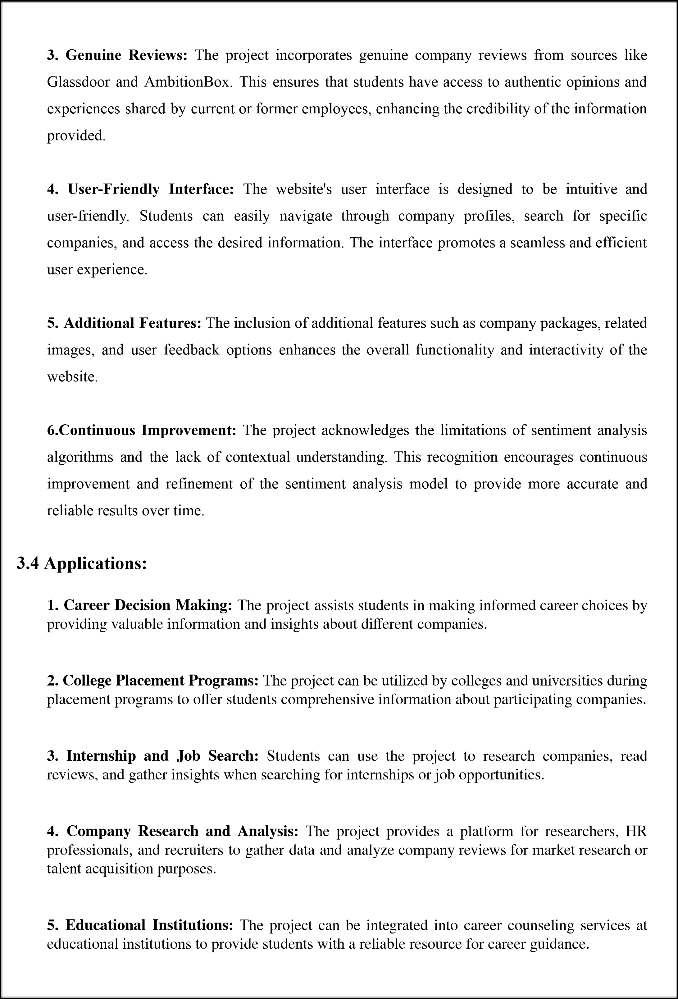 3. Genuine Reviews: The project incorporates genuine company reviews from sources like
Glassdoor and AmbitionBox. This ensures that students have access to authentic opinions and
experiences shared by current or former employees, enhancing the credibility of the information
provided.
4. User-Friendly Interface: The website's user interface is designed to be intuitive and
user-friendly. Students can easily navigate through company profiles, search for specific
companies, and access the desired information. The interface promotes a seamless and efficient
user experience.
5. Additional Features: The inclusion of additional features such as company packages, related
images, and user feedback options enhances the overall functionality and interactivity of the
website.
6.Continuous Improvement: The project acknowledges the limitations of sentiment analysis
algorithms and the lack of contextual understanding. This recognition encourages continuous
improvement and refinement of the sentiment analysis model to provide more accurate and
reliable results over time.
3.4 Applications:
1. Career Decision Making: The project assists students in making informed career choices by
providing valuable information and insights about different companies.
2. College Placement Programs: The project can be utilized by colleges and universities during
placement programs to offer students comprehensive information about participating companies.
3. Internship and Job Search: Students can use the project to research companies, read
reviews, and gather insights when searching for internships or job opportunities.
4. Company Research and Analysis: The project provides a platform for researchers, HR
professionals, and recruiters to gather data and analyze company reviews for market research or
talent acquisition purposes.
5. Educational Institutions: The project can be integrated into career counseling services at
educational institutions to provide students with a reliable resource for career guidance.